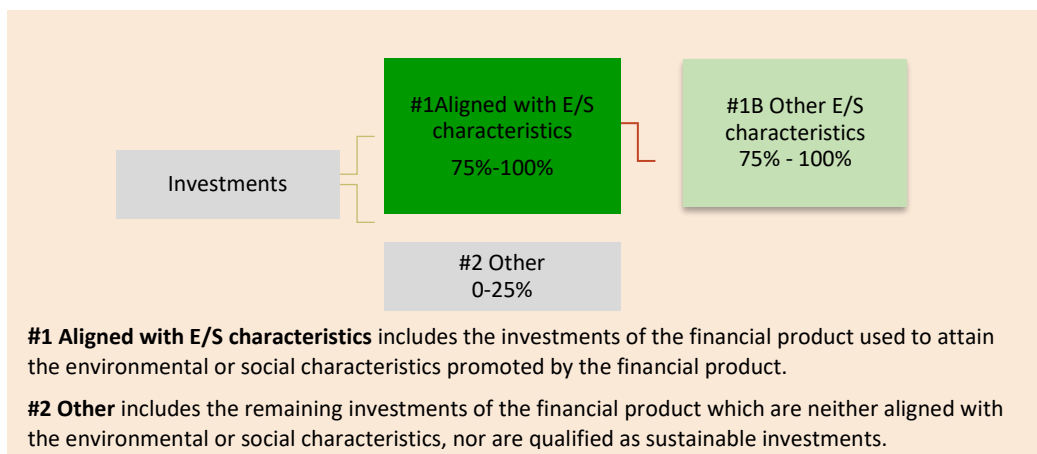 #1Aligned with E/S
characteristics
75%-100%
#1B Other E/S
characteristics
75% - 100%
Investments
#2 Other
0-25%
#1 Aligned with E/S characteristics includes the investments of the financial product used to attain
the environmental or social characteristics promoted by the financial product.
#2 Other includes the remaining investments of the financial product which are neither aligned with
the environmental or social characteristics, nor are qualified as sustainable investments.